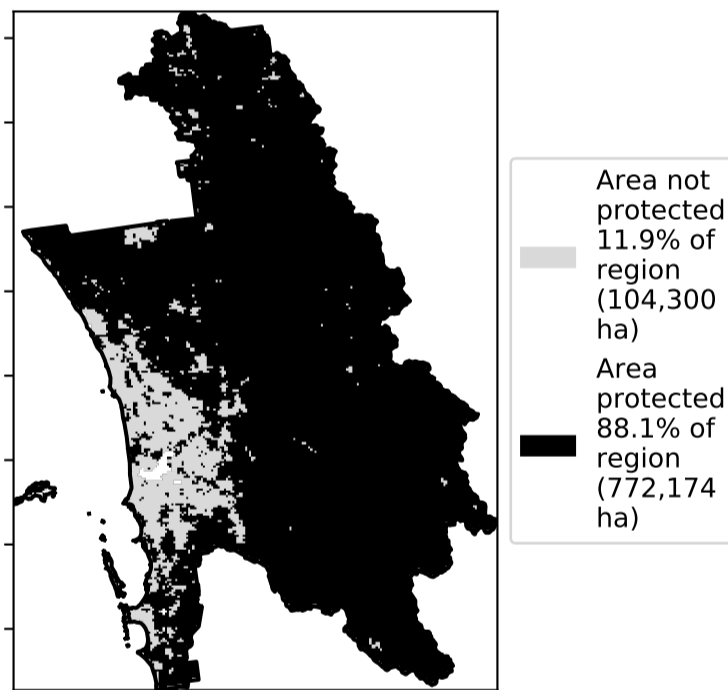 Area not
protected
11.9% of
region
(104,300
ha)
Area
protected
88.1% of
region
(772,174
ha)